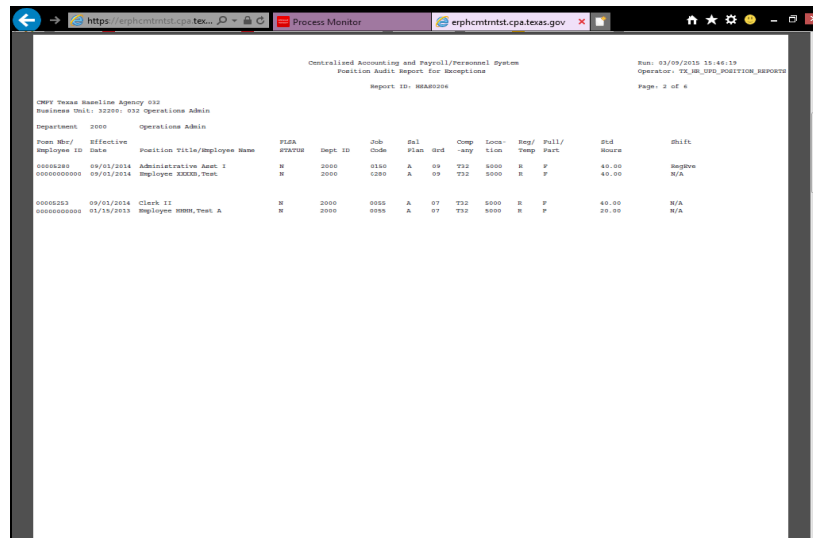 https://erphcmtrntst.cpa.tex... Process Monitor erphcmtrntst.cpa.texas.gov
Centralized Accounting and Payroll/Personnel System Run: 03/09/2015 15:46:19
Position Audit Report for Exceptions Operator: TX_HR_UPD_POSITION_REPORTS
Report ID: HEAS0206 Page: 2 of 6
CMPY Texas Baseline Agency 032
Business Unit: 32200: 032 Operations Admin
Department 2000 Operations Admin
Posn Nbr/ Effective FLSA Job Sal Comp Loca- Reg/ Full/ Std Shift
Employee ID Date Position Title/Employee Name STATUS Dept ID Code Plan Grd -any tion Temp Part Hours
00005280 09/01/2014 Administrative Asst I N 2000 0150 A 09 T32 5000 R F 40.00 RegEve
00000000000 09/01/2014 Employee XXXXR,Test N 2000 0280 A 09 T32 5000 R F 40.00 N/A
00005253 09/01/2014 Clerk II N 2000 0055 A 07 T32 5000 R F 40.00 N/A
00000000000 01/15/2013 Employee HHHH,Test A N 2000 0055 A 07 T32 5000 R P 20.00 N/A